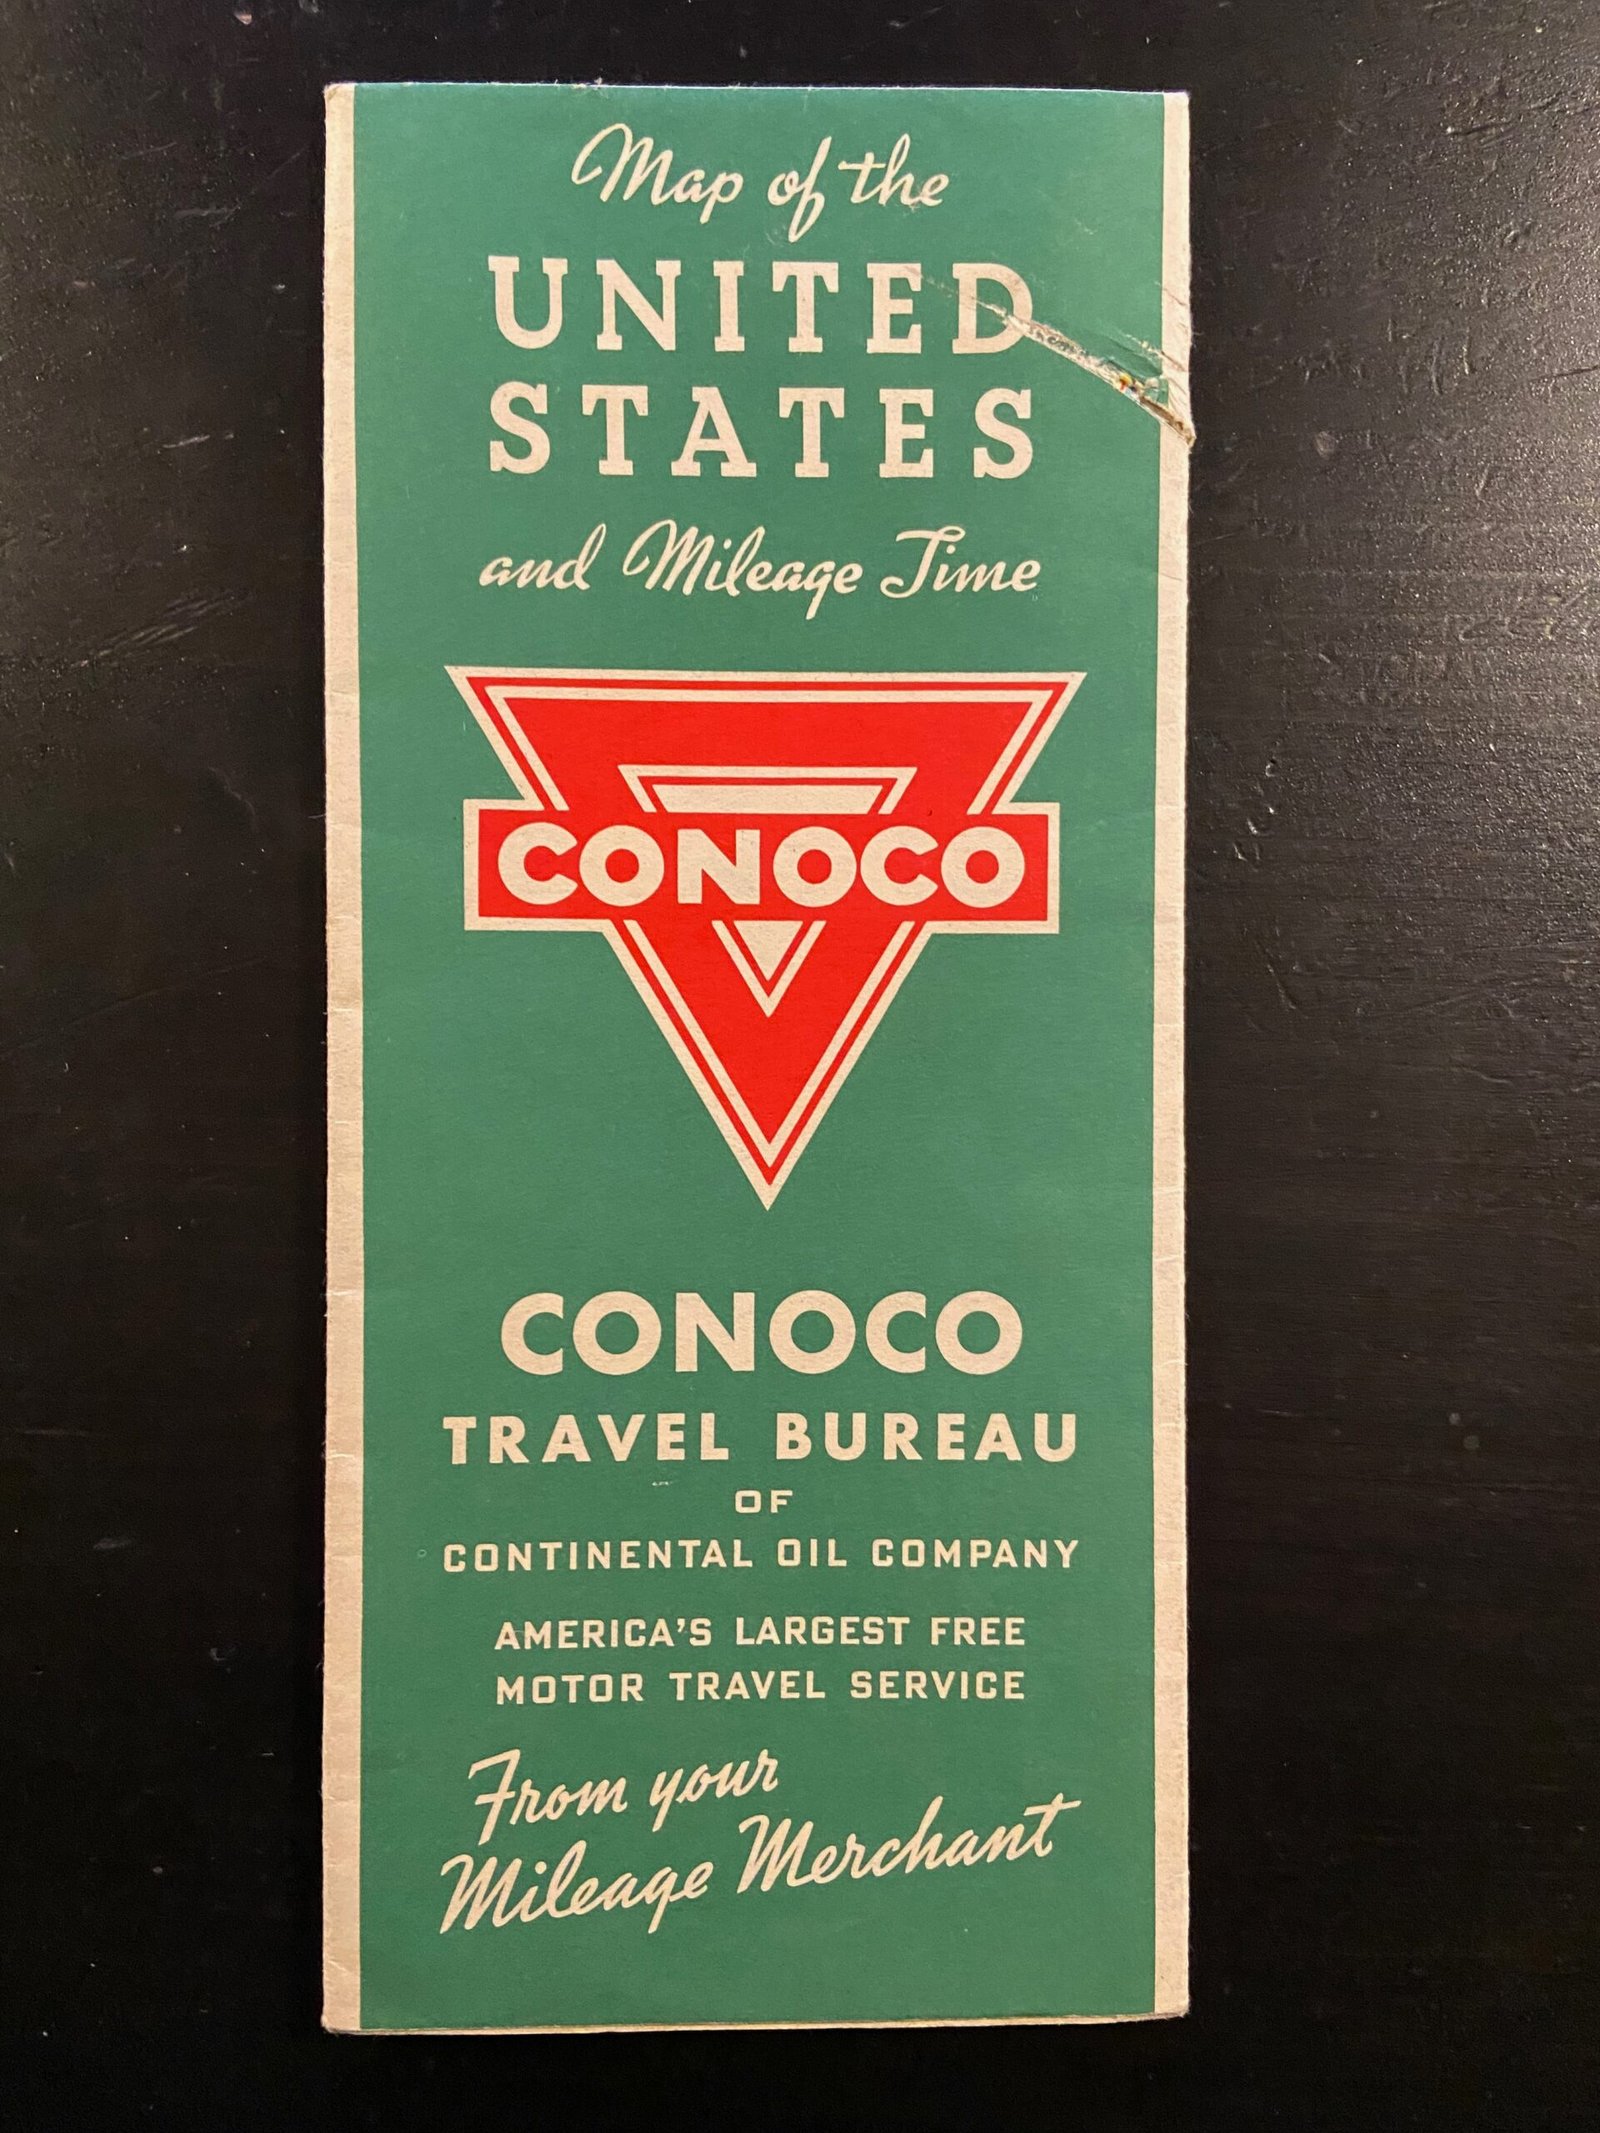 Map of the
UNITED
STATES
and Mileage Time
CONOCO
CONOCO
TRAVEL BUREAU
OF
CONTINENTAL OIL COMPANY
AMERICA'S LARGEST FREE
MOTOR TRAVEL SERVICE
From your
Mileage Merchant